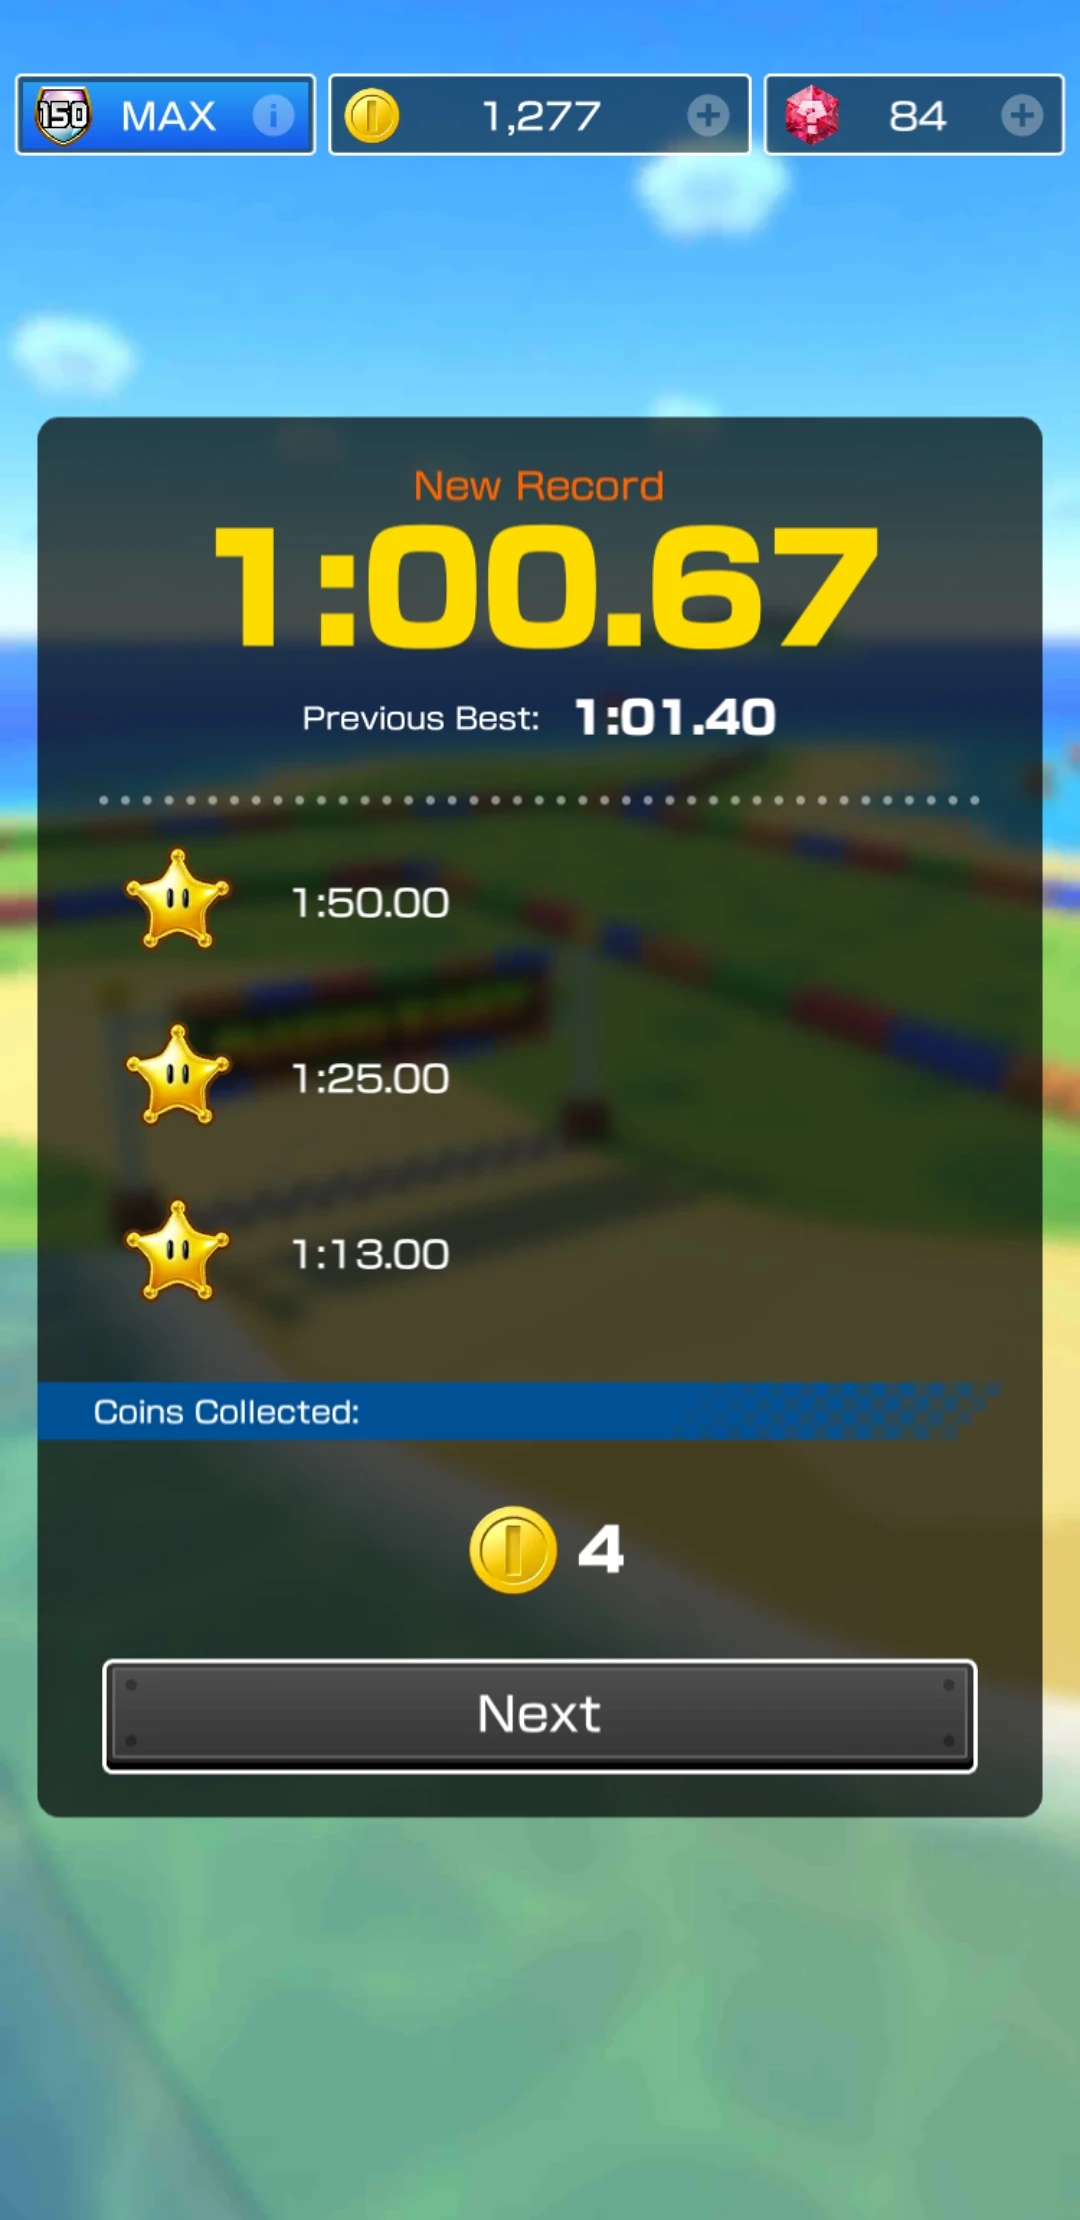 150 MAX i 1,277 + ? 84 +
New Record
1:00.67
Previous Best: 1:01.40
1:50.00
1:25.00
1:13.00
Coins Collected:
4
Next